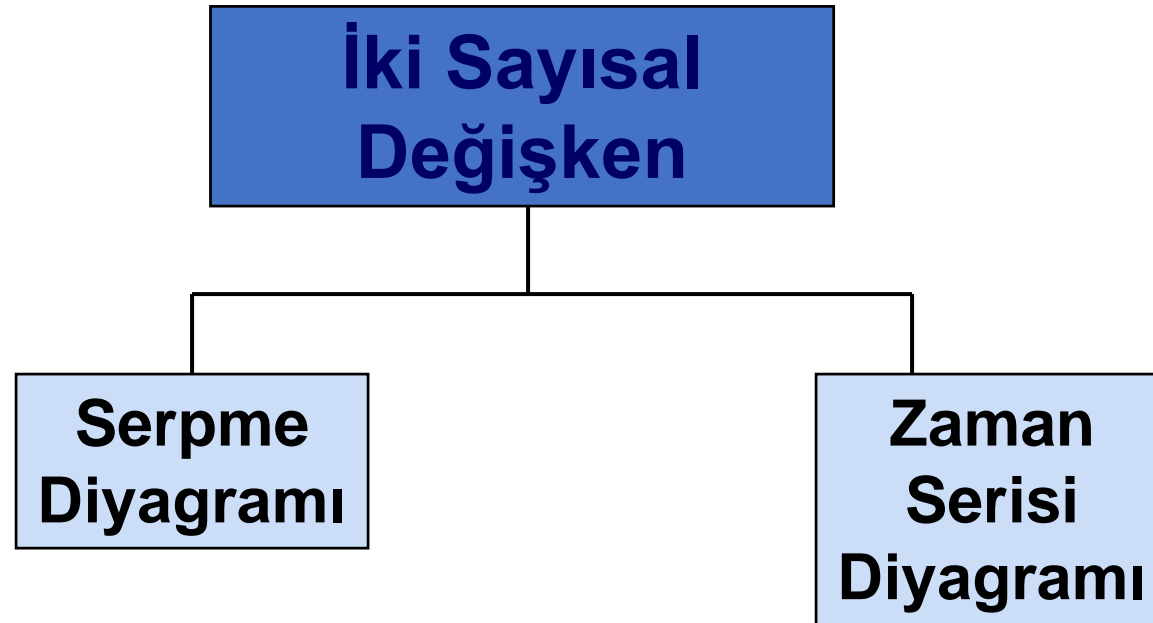 İki Sayısal
Değişken
Serpme
Diyagramı
Zaman
Serisi
Diyagramı